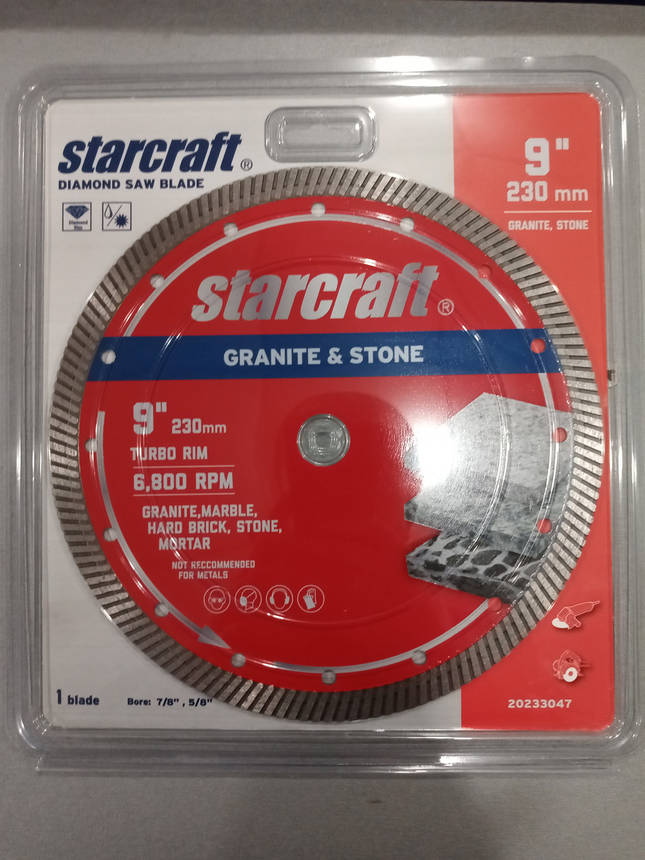 starcraft®
DIAMOND SAW BLADE
9"
230 mm
GRANITE, STONE
starcraft®
GRANITE & STONE
9" 230mm
TURBO RIM
6,800 RPM
GRANITE,MARBLE,
HARD BRICK, STONE,
MORTAR
NOT RECCOMMENDED
FOR METALS
1 blade
Bore: 7/8" , 5/8"
20233047